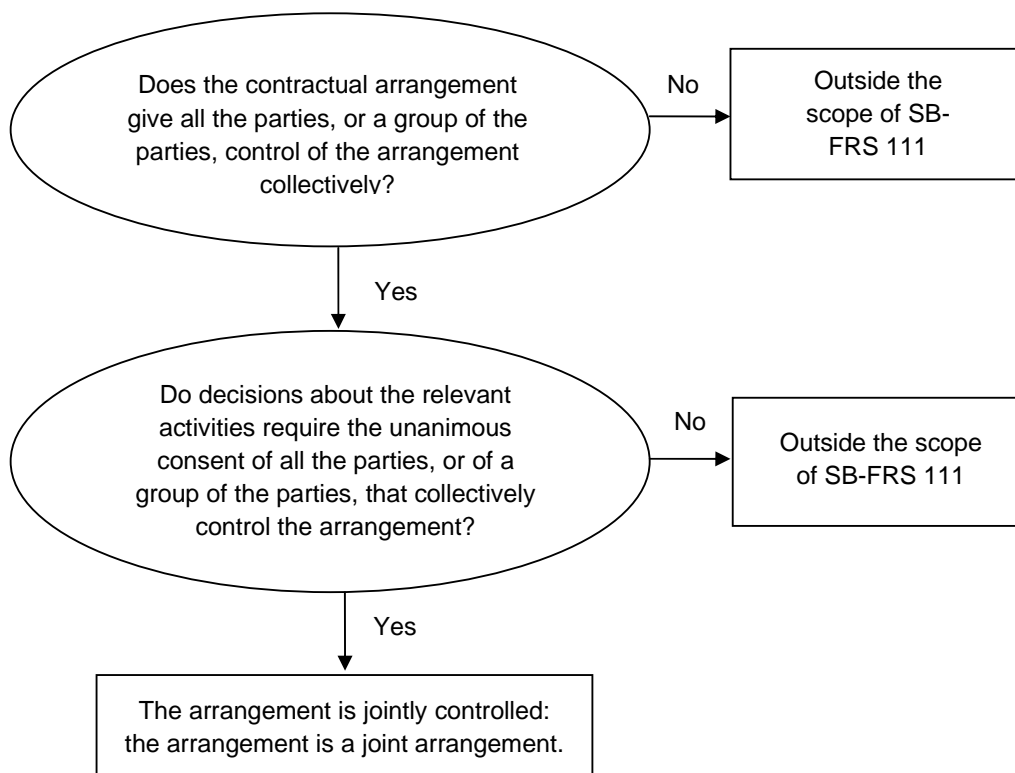 Does the contractual arrangement
give all the parties, or a group of the
parties, control of the arrangement
collectively?
No
Outside the
scope of SB-
FRS 111
Yes
Do decisions about the relevant
activities require the unanimous
consent of all the parties, or of a
group of the parties, that collectively
control the arrangement?
No
Outside the scope
of SB-FRS 111
Yes
The arrangement is jointly controlled:
the arrangement is a joint arrangement.